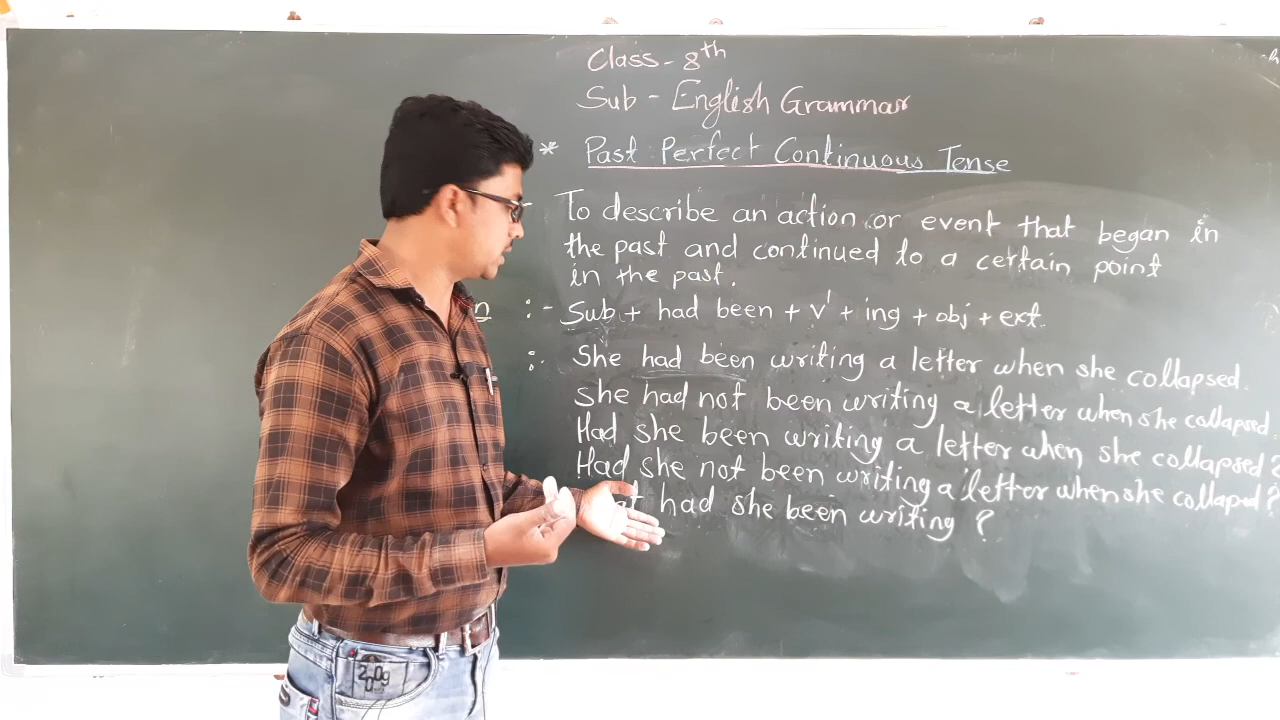 Class - 8th
Sub - English Grammar
* Past Perfect Continuous Tense
- To describe an action or event that began in
the past and continued to a certain point
in the past.
:- Sub + had been + v' + ing + obj + ext.
:- She had been writing a letter when she collapsed.
She had not been writing a letter when she collapsed.
Had she been writing a letter when she collapsed?
Had she not been writing a letter when she collaped?
had she been writing?